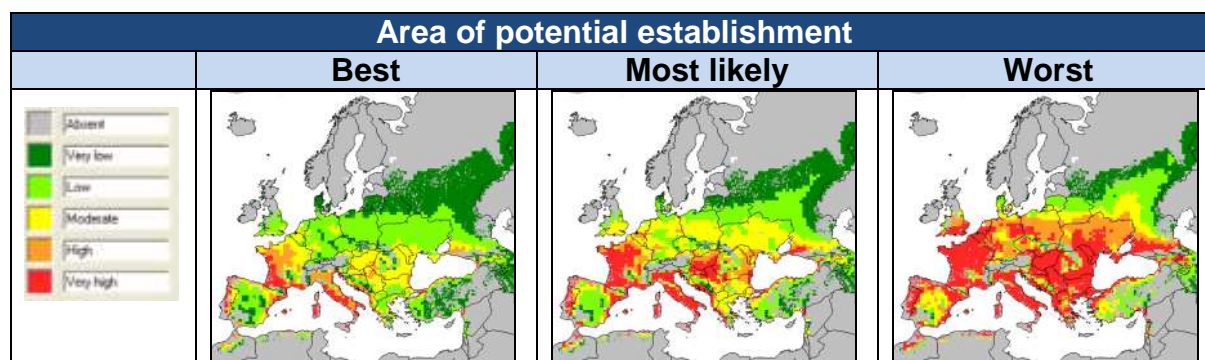 Area of potential establishment
Best Most likely Worst
Absent
Very low
Low
Moderate
High
Very high